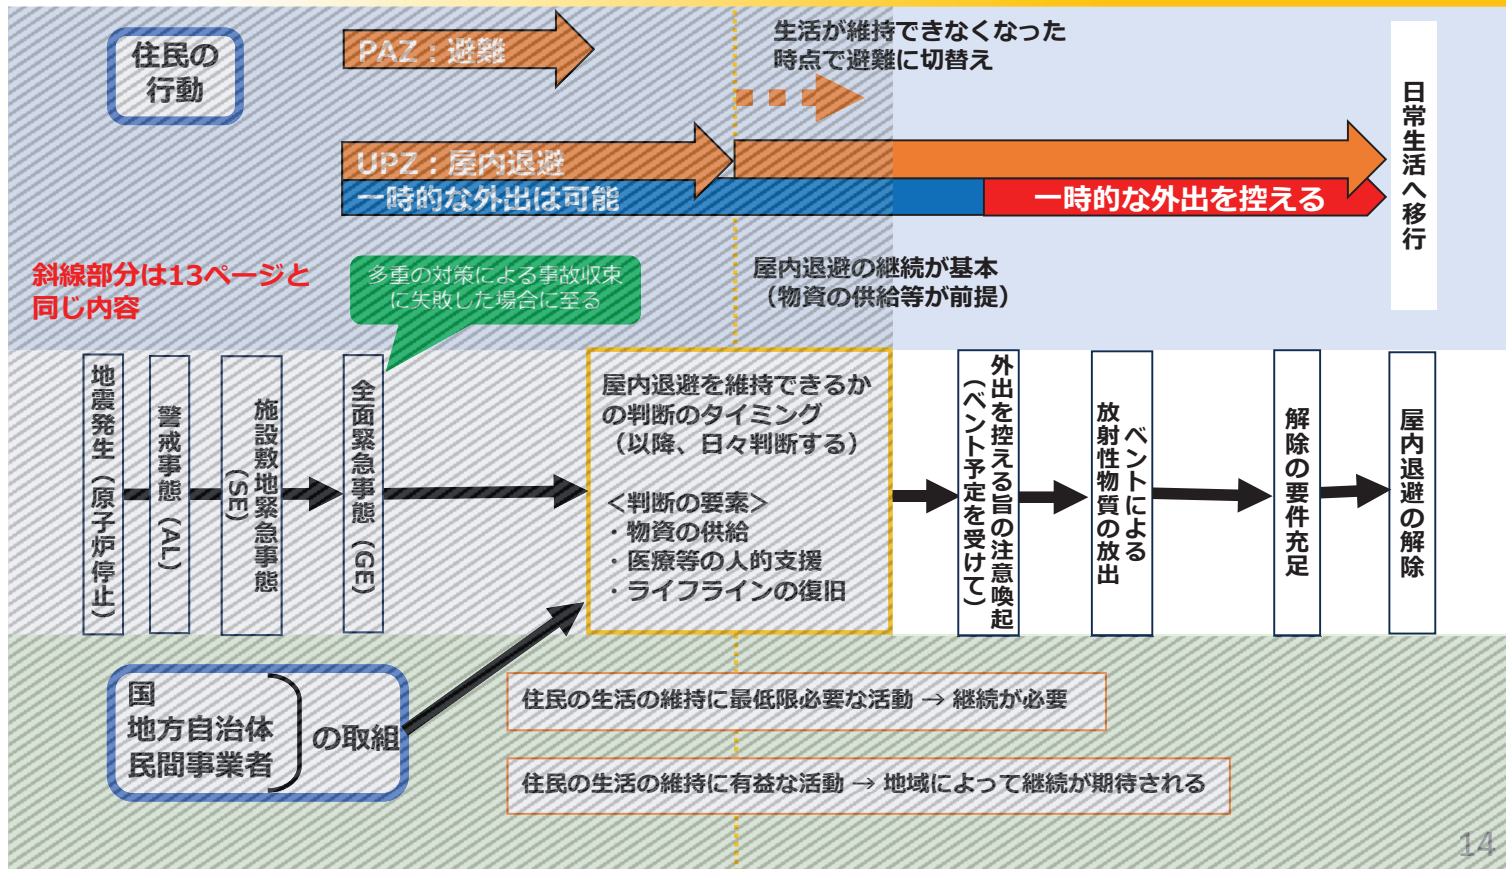 住民の
行動
PAZ：避難
生活が維持できなくなった
時点で避難に切替え
UPZ：屋内退避
一時的な外出は可能
一時的な外出を控える
日常生活へ移行
斜線部分は13ページと
同じ内容
多重の対策による事故収束
に失敗した場合に至る
屋内退避の継続が基本
（物資の供給等が前提）
地震発生（原子炉停止）
警戒事態（AL）
施設敷地緊急事態
（SE）
全面緊急事態（GE）
屋内退避を維持できるか
の判断のタイミング
（以降、日々判断する）
＜判断の要素＞
・物資の供給
・医療等の人的支援
・ライフラインの復旧
外出を控える旨の注意喚起
（ベント予定を受けて）
ベントによる
放射性物質の放出
解除の要件充足
屋内退避の解除
国
地方自治体
民間事業者
の取組
住民の生活の維持に最低限必要な活動 → 継続が必要
住民の生活の維持に有益な活動 → 地域によって継続が期待される
14